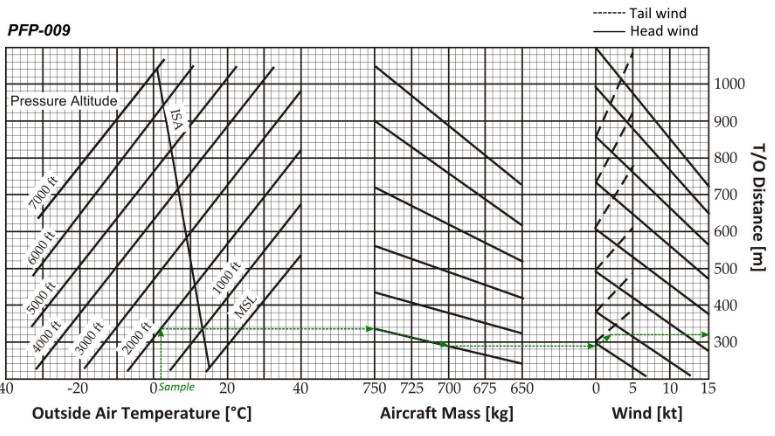 Tail wind
Head wind
PFP-009
Pressure Altitude
ISA
7000 ft
6000 ft
5000 ft
4000 ft
3000 ft
2000 ft
1000 ft
MSL
Sample
1000
900
800
700
600
500
400
300
T/O Distance [m]
40 -20 0 20 40 750 725 700 675 650 0 5 10 15
Outside Air Temperature [°C] Aircraft Mass [kg] Wind [kt]